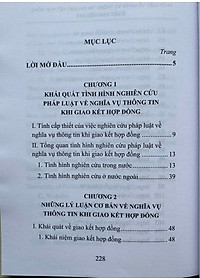 MỤC LỤC
Trang
LỜI MỞ ĐẦU 5
CHƯƠNG 1
KHÁI QUÁT TÌNH HÌNH NGHIÊN CỨU
PHÁP LUẬT VỀ NGHĨA VỤ THÔNG TIN
KHI GIAO KẾT HỢP ĐỒNG
I. Tính cấp thiết của việc nghiên cứu pháp luật về
nghĩa vụ thông tin khi giao kết hợp đồng 9
II. Tổng quan tình hình nghiên cứu pháp luật về
nghĩa vụ thông tin khi giao kết hợp đồng 13
1. Tình hình nghiên cứu trong nước 13
2. Tình hình nghiên cứu ở nước ngoài 39
CHƯƠNG 2
NHỮNG LÝ LUẬN CƠ BẢN VỀ NGHĨA VỤ
THÔNG TIN KHI GIAO KẾT HỢP ĐỒNG
I. Khái quát về giao kết hợp đồng 48
1. Khái niệm giao kết hợp đồng 48
228